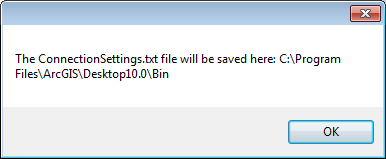 The ConnectionSettings.txt file will be saved here: C:\Program
Files\ArcGIS\Desktop10.0\Bin
OK